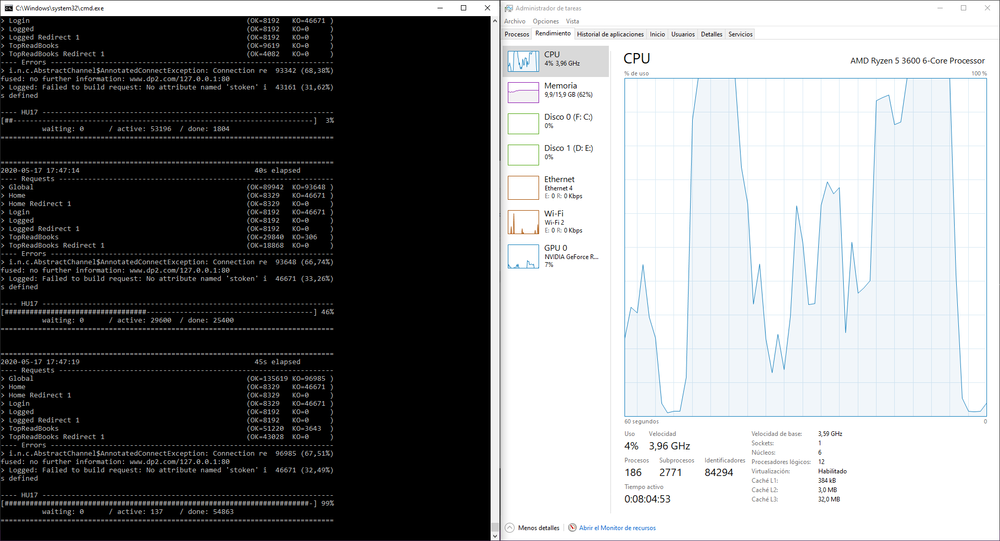 C:\Windows\system32\cmd.exe
> Login (OK=8192 KO=46671 )
> Logged (OK=8192 KO=0 )
> Logged Redirect 1 (OK=8192 KO=0 )
> TopReadBooks (OK=9619 KO=0 )
> TopReadBooks Redirect 1 (OK=4082 KO=0 )
---- Errors --------------------------------------------------------------------
> i.n.c.AbstractChannel$AnnotatedConnectException: Connection re 93342 (68,38%)
fused: no further information: www.dp2.com/127.0.0.1:80
> Logged: Failed to build request: No attribute named 'stoken' i 43161 (31,62%)
s defined
---- HU17 ----------------------------------------------------------------------
[##------------------------------------------------------------------------] 3%
waiting: 0 / active: 53196 / done: 1804
================================================================================
================================================================================
2020-05-17 17:47:14 40s elapsed
---- Requests ------------------------------------------------------------------
> Global (OK=89942 KO=93648 )
> Home (OK=8329 KO=46671 )
> Home Redirect 1 (OK=8329 KO=0 )
> Login (OK=8192 KO=46671 )
> Logged (OK=8192 KO=0 )
> Logged Redirect 1 (OK=8192 KO=0 )
> TopReadBooks (OK=29840 KO=306 )
> TopReadBooks Redirect 1 (OK=18868 KO=0 )
---- Errors --------------------------------------------------------------------
> i.n.c.AbstractChannel$AnnotatedConnectException: Connection re 93648 (66,74%)
fused: no further information: www.dp2.com/127.0.0.1:80
> Logged: Failed to build request: No attribute named 'stoken' i 46671 (33,26%)
s defined
---- HU17 ----------------------------------------------------------------------
[##################################----------------------------------------] 46%
waiting: 0 / active: 29600 / done: 25400
================================================================================
================================================================================
2020-05-17 17:47:19 45s elapsed
---- Requests ------------------------------------------------------------------
> Global (OK=135619 KO=96985 )
> Home (OK=8329 KO=46671 )
> Home Redirect 1 (OK=8329 KO=0 )
> Login (OK=8329 KO=46671 )
> Logged (OK=8192 KO=0 )
> Logged Redirect 1 (OK=8192 KO=0 )
> TopReadBooks (OK=51220 KO=3643 )
> TopReadBooks Redirect 1 (OK=43028 KO=0 )
---- Errors --------------------------------------------------------------------
> i.n.c.AbstractChannel$AnnotatedConnectException: Connection re 96985 (67,51%)
fused: no further information: www.dp2.com/127.0.0.1:80
> Logged: Failed to build request: No attribute named 'stoken' i 46671 (32,49%)
s defined
---- HU17 ----------------------------------------------------------------------
[#########################################################################-] 99%
waiting: 0 / active: 137 / done: 54863
================================================================================
Administrador de tareas
Archivo Opciones Vista
Procesos Rendimiento Historial de aplicaciones Inicio Usuarios Detalles Servicios
CPU
4% 3,96 GHz
Memoria
9,9/15,9 GB (62%)
Disco 0 (F: C:)
0%
Disco 1 (D: E:)
0%
Ethernet
Ethernet 4
E: 0 R: 0 Kbps
Wi-Fi
Wi-Fi 2
E: 0 R: 0 Kbps
GPU 0
NVIDIA GeForce R...
7%
CPU AMD Ryzen 5 3600 6-Core Processor
% de uso 100 %
60 segundos 0
Uso Velocidad
4% 3,96 GHz
Procesos Subprocesos Identificadores
186 2771 84294
Tiempo activo
0:08:04:53
Velocidad de base: 3,59 GHz
Sockets: 1
Núcleos: 6
Procesadores lógicos: 12
Virtualización: Habilitado
Caché L1: 384 kB
Caché L2: 3,0 MB
Caché L3: 32,0 MB
Menos detalles Abrir el Monitor de recursos